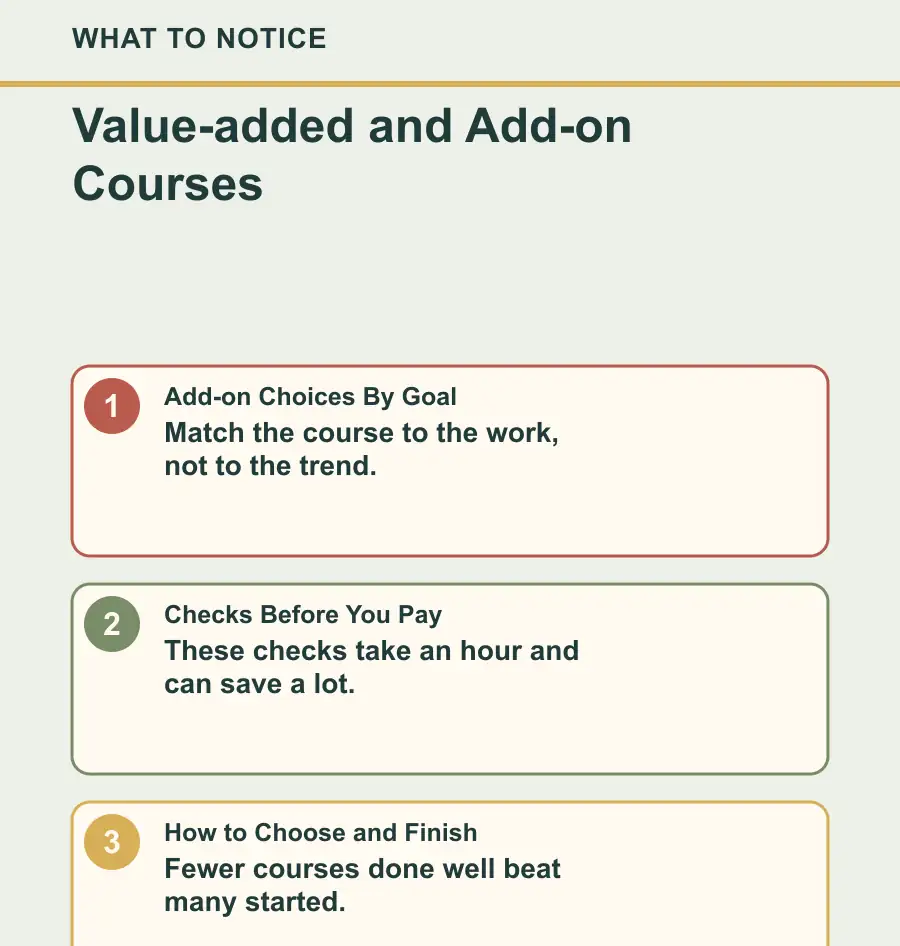 WHAT TO NOTICE
Value-added and Add-on
Courses
1
Add-on Choices By Goal
Match the course to the work,
not to the trend.
2
Checks Before You Pay
These checks take an hour and
can save a lot.
3
How to Choose and Finish
Fewer courses done well beat
many started.